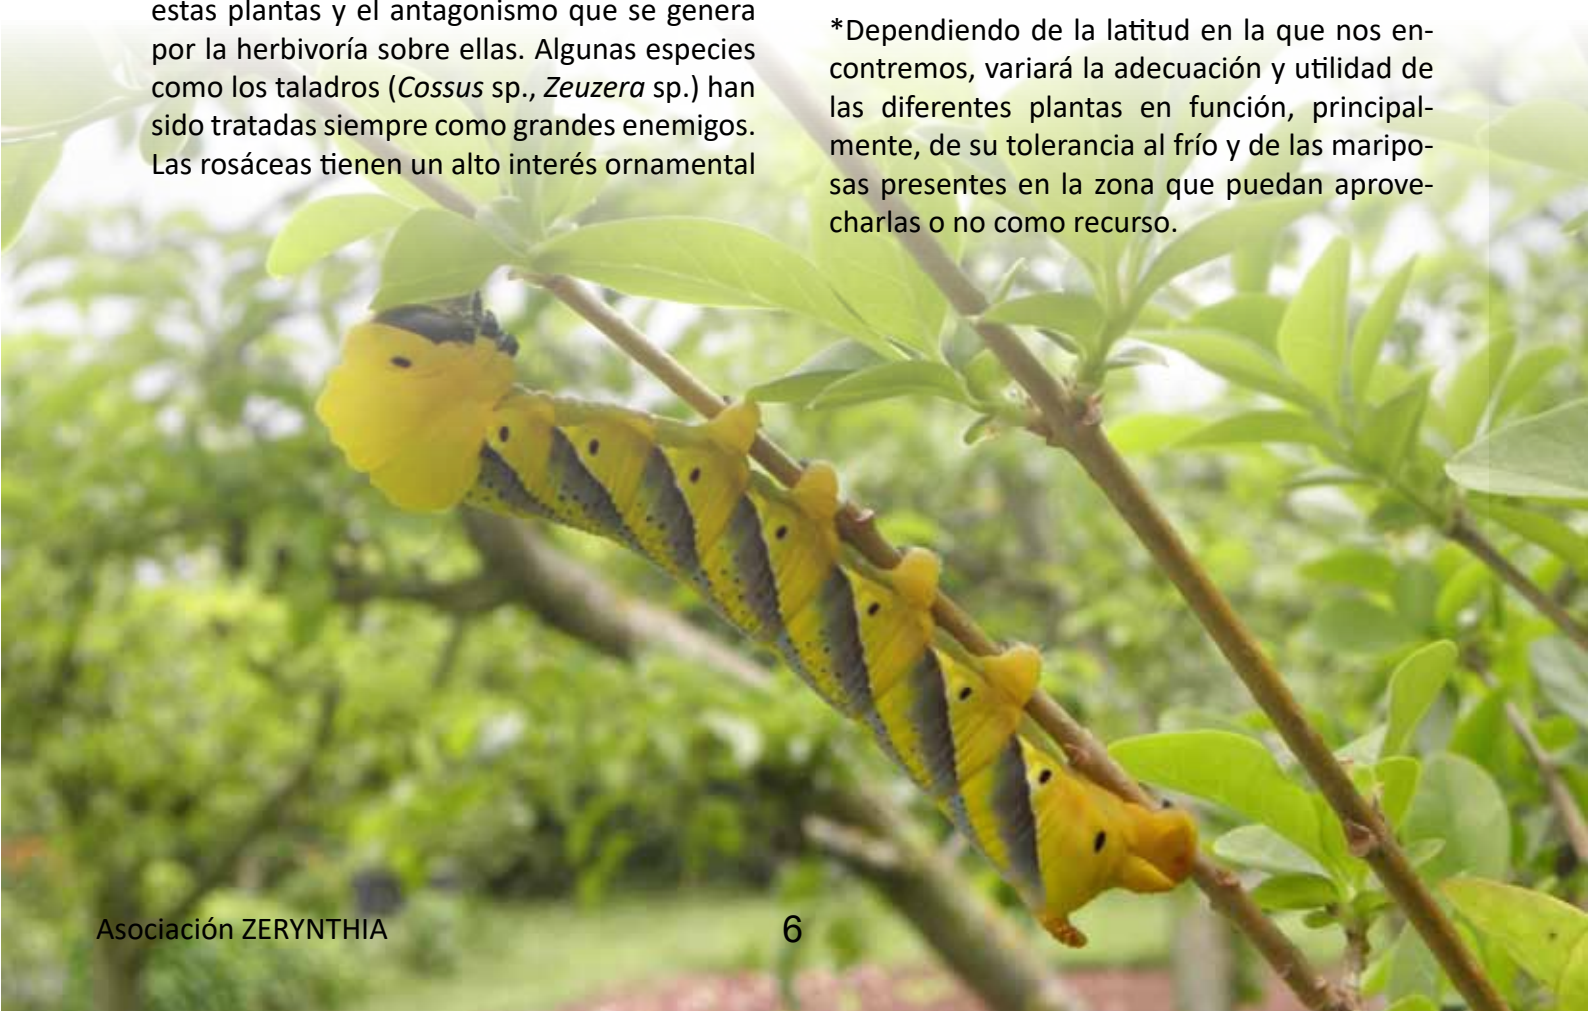 estas plantas y el antagonismo que se genera
por la herbivoría sobre ellas. Algunas especies
como los taladros (Cossus sp., Zeuzera sp.) han
sido tratadas siempre como grandes enemigos.
Las rosáceas tienen un alto interés ornamental
*Dependiendo de la latitud en la que nos en-
contremos, variará la adecuación y utilidad de
las diferentes plantas en función, principal-
mente, de su tolerancia al frío y de las maripo-
sas presentes en la zona que puedan aprove-
charlas o no como recurso.
Asociación ZERYNTHIA
6